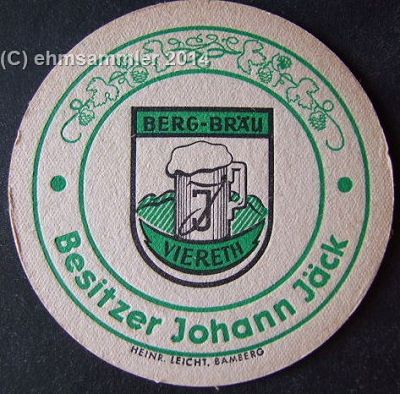 (C) ehmsammler 2014
BERG-BRÄU
J
VIERETH
Besitzer Johann Jäck
HEINR. LEICHT, BAMBERG